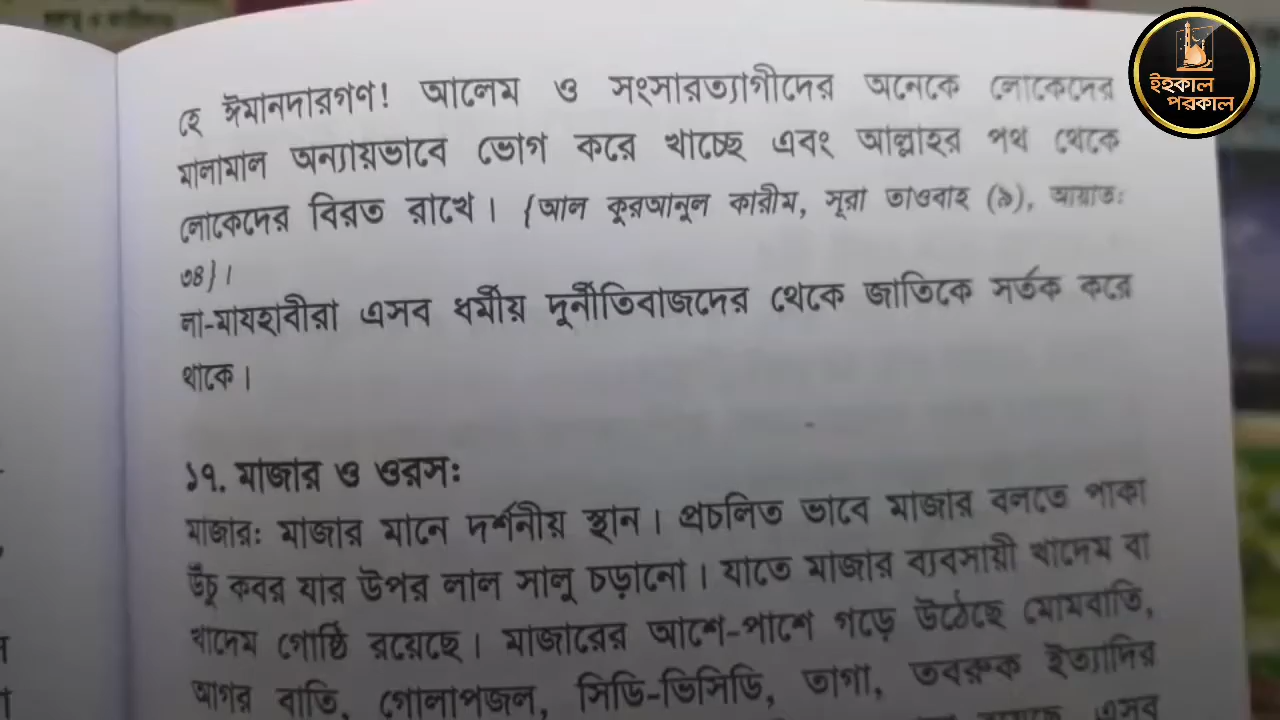 ইহকাল
পরকাল
হে ঈমানদারগণ! আলেম ও সংসারত্যাগীদের অনেকে লোকেদের
মালামাল অন্যায়ভাবে ভোগ করে খাচ্ছে এবং আল্লাহর পথ থেকে
লোকেদের বিরত রাখে। {আল কুরআনুল কারীম, সূরা তাওবাহ (৯), আয়াত:
৩৪}।
লা-মাযহাবীরা এসব ধর্মীয় দুর্নীতিবাজদের থেকে জাতিকে সর্তক করে
থাকে।
১৭. মাজার ও ওরস:
মাজার: মাজার মানে দর্শনীয় স্থান। প্রচলিত ভাবে মাজার বলতে পাকা
উঁচু কবর যার উপর লাল সালু চড়ানো। যাতে মাজার ব্যবসায়ী খাদেম বা
খাদেম গোষ্ঠি রয়েছে। মাজারের আশে-পাশে গড়ে উঠেছে মোমবাতি,
আগর বাতি, গোলাপজল, সিডি-ভিসিডি, তাগা, তবরুক ইত্যাদির
এসব